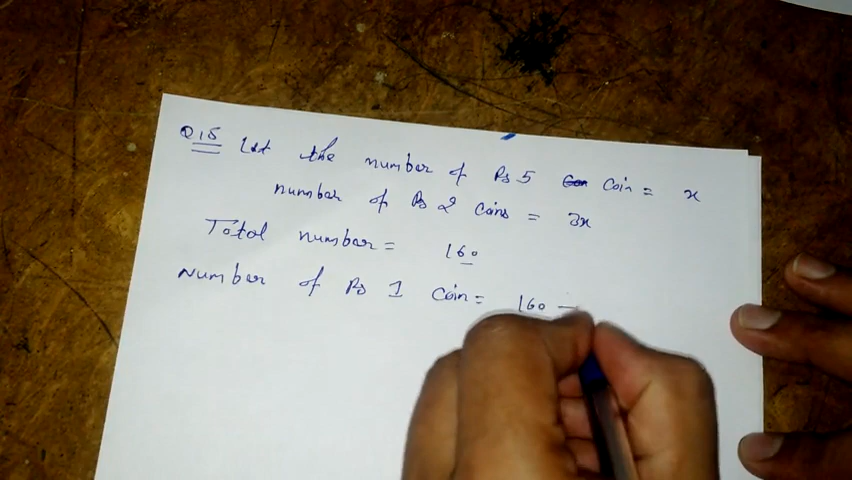 Q15 Let the number of Rs 5 Coin = x
number of Rs 2 Coins = 3x
Total number = 160
Number of Rs 1 Coin = 160 —